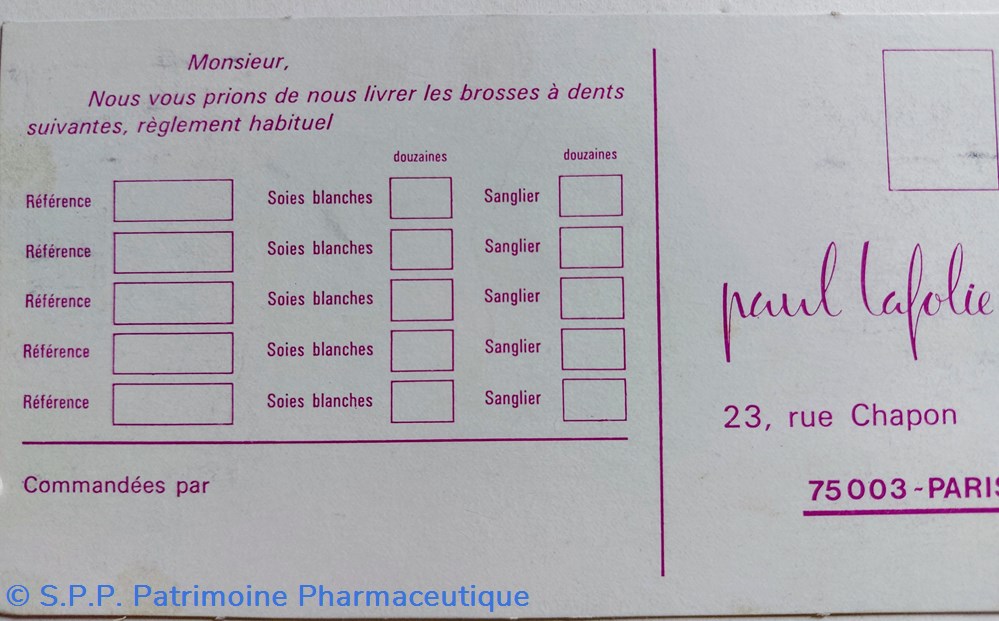 Monsieur,
Nous vous prions de nous livrer les brosses à dents
suivantes, règlement habituel
douzaines douzaines
Référence Soies blanches Sanglier
Référence Soies blanches Sanglier
Référence Soies blanches Sanglier
Référence Soies blanches Sanglier
Référence Soies blanches Sanglier
Commandées par
paul lafolie
23, rue Chapon
75003-PARIS
© S.P.P. Patrimoine Pharmaceutique